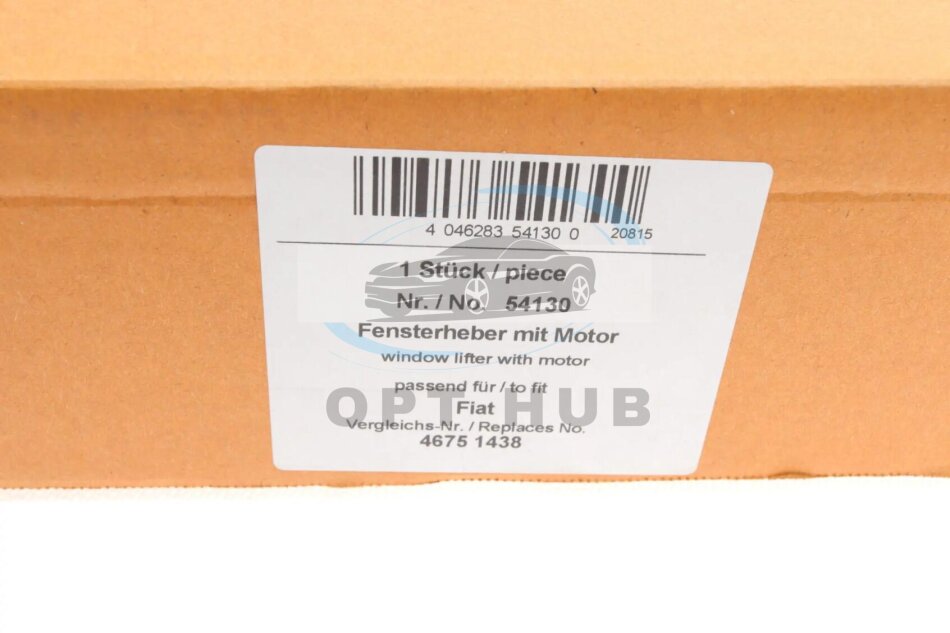 4 046283 54130 0 20815
1 Stück / piece
Nr. / No. 54130
Fensterheber mit Motor
window lifter with motor
passend für / to fit
OPT HUB
Fiat
Vergleichs-Nr. / Replaces No.
4675 1438